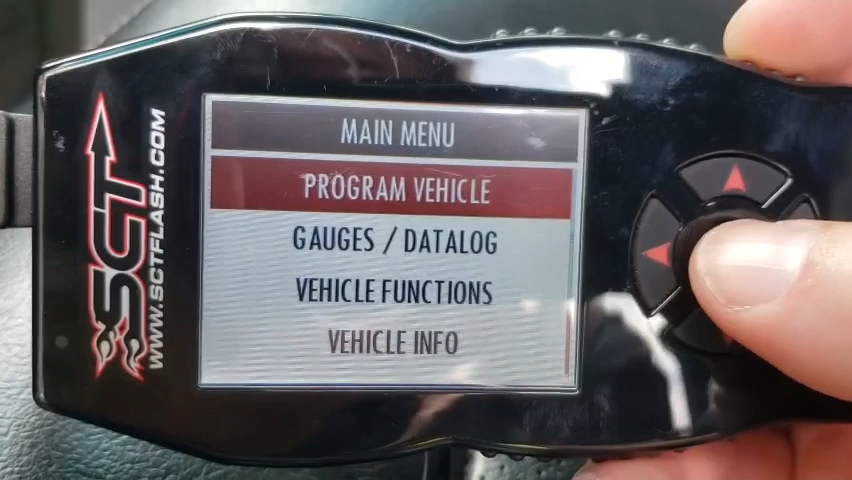 SCT
WWW.SCTFLASH.COM
MAIN MENU
PROGRAM VEHICLE
GAUGES / DATALOG
VEHICLE FUNCTIONS
VEHICLE INFO